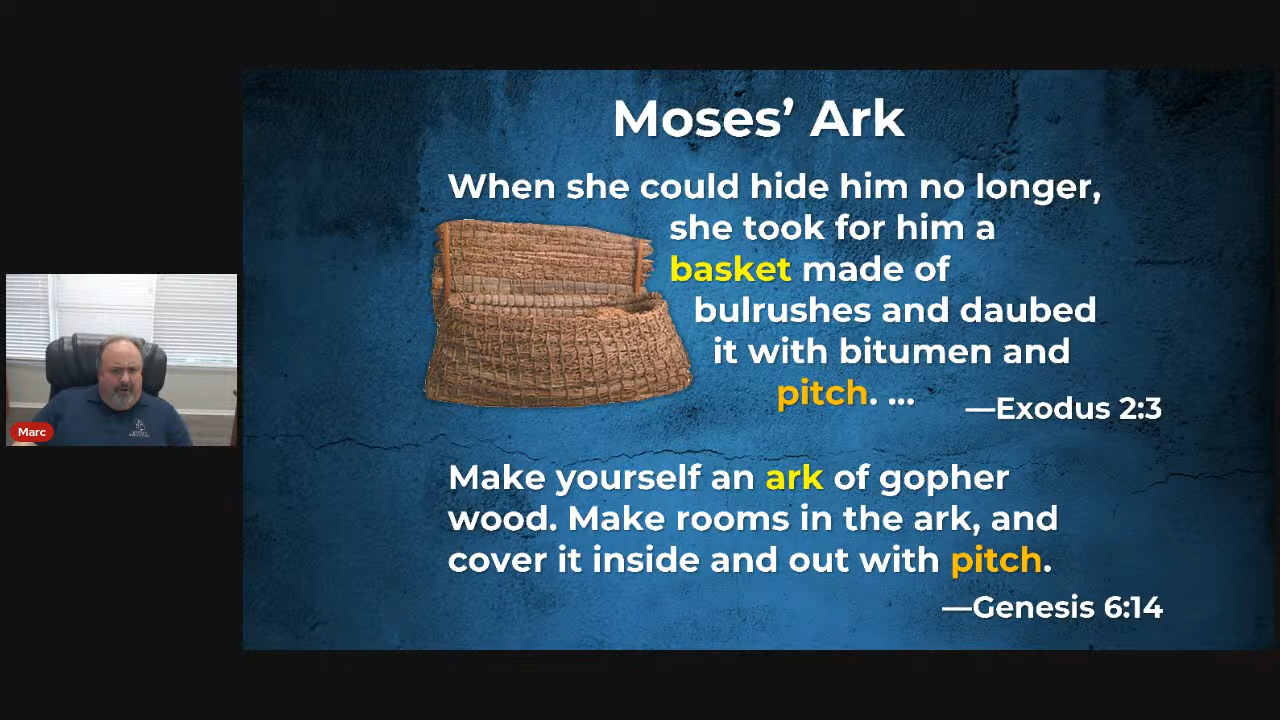 Moses’ Ark
When she could hide him no longer,
she took for him a
basket made of
bulrushes and daubed
it with bitumen and
pitch. ...
—Exodus 2:3
Make yourself an ark of gopher
wood. Make rooms in the ark, and
cover it inside and out with pitch.
—Genesis 6:14
Marc